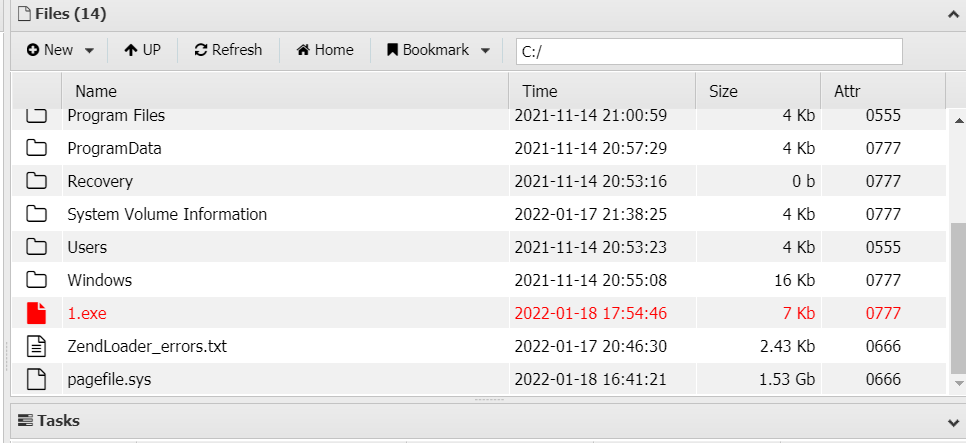 Files (14)
New UP Refresh Home Bookmark C:/
Name Time Size Attr
Program Files 2021-11-14 21:00:59 4 Kb 0555
ProgramData 2021-11-14 20:57:29 4 Kb 0777
Recovery 2021-11-14 20:53:16 0 b 0777
System Volume Information 2022-01-17 21:38:25 4 Kb 0777
Users 2021-11-14 20:53:23 4 Kb 0555
Windows 2021-11-14 20:55:08 16 Kb 0777
1.exe 2022-01-18 17:54:46 7 Kb 0777
ZendLoader_errors.txt 2022-01-17 20:46:30 2.43 Kb 0666
pagefile.sys 2022-01-18 16:41:21 1.53 Gb 0666
Tasks